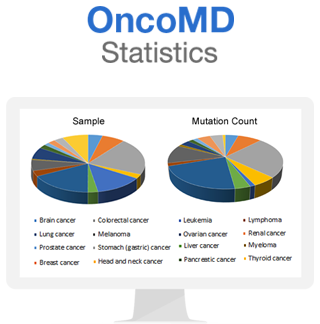 OncoMD
Statistics
Sample
Mutation Count
Brain cancer
Colorectal cancer
Leukemia
Lymphoma
Lung cancer
Melanoma
Ovarian cancer
Renal cancer
Prostate cancer
Stomach (gastric) cancer
Liver cancer
Myeloma
Breast cancer
Head and neck cancer
Pancreatic cancer
Thyroid cancer